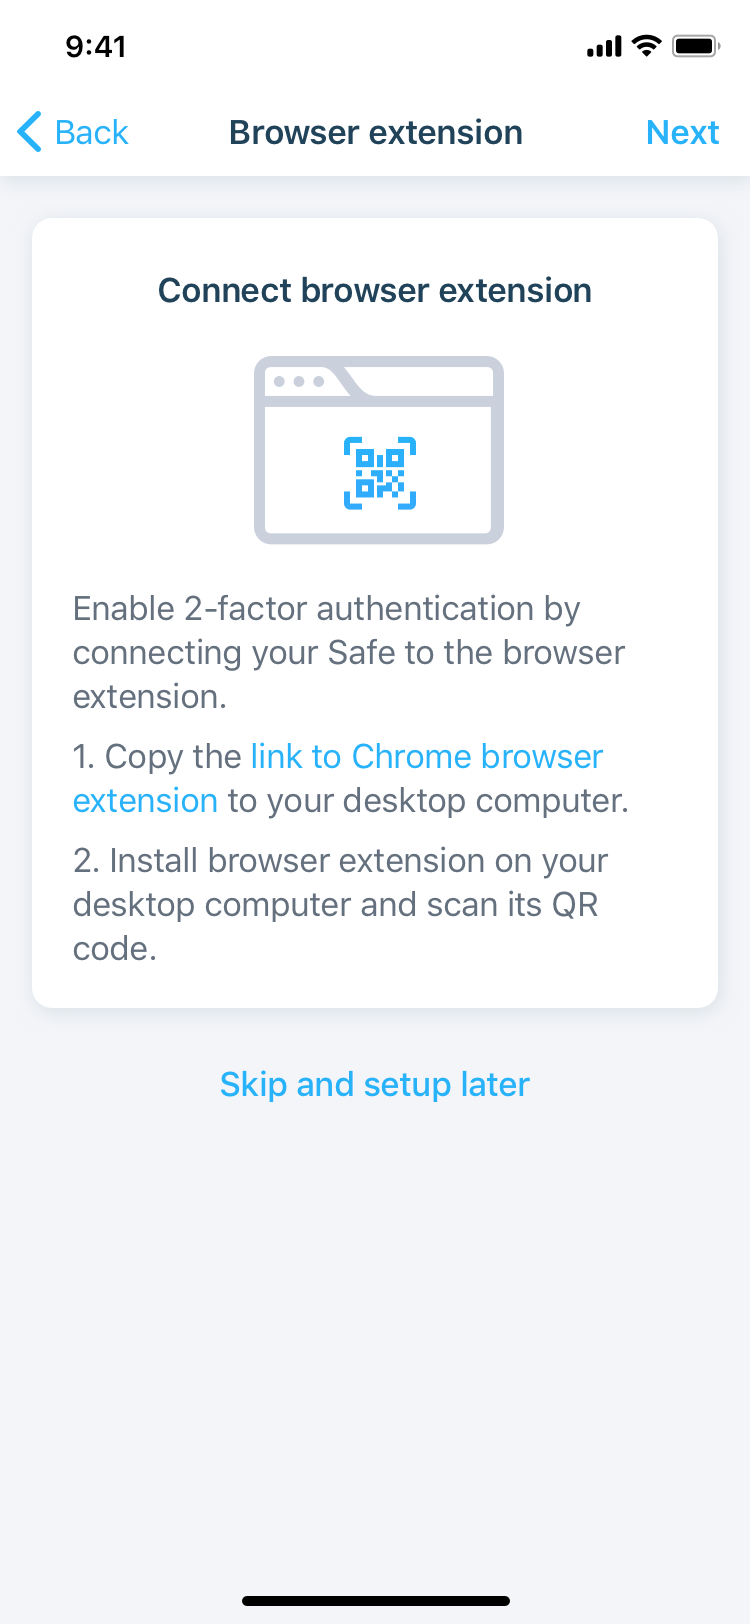 9:41
Back
Browser extension
Next
Connect browser extension
Enable 2-factor authentication by
connecting your Safe to the browser
extension.
1. Copy the link to Chrome browser
extension to your desktop computer.
2. Install browser extension on your
desktop computer and scan its QR
code.
Skip and setup later